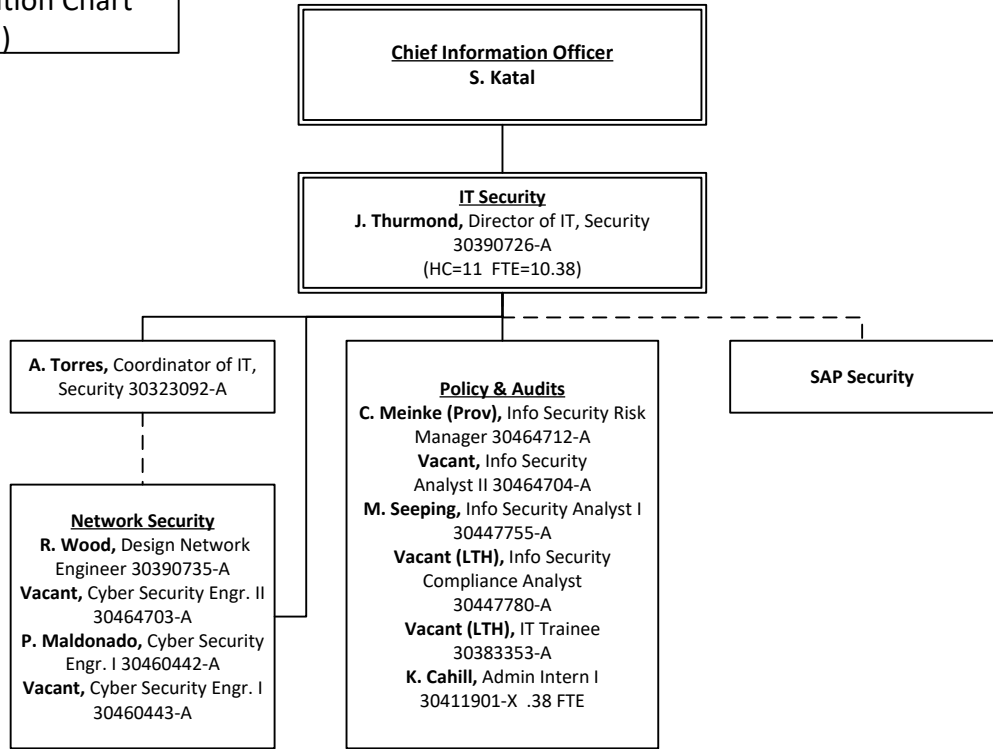 tion Chart
)
Chief Information Officer
S. Katal
IT Security
J. Thurmond, Director of IT, Security
30390726-A
(HC=11 FTE=10.38)
A. Torres, Coordinator of IT,
Security 30323092-A
Network Security
R. Wood, Design Network
Engineer 30390735-A
Vacant, Cyber Security Engr. II
30464703-A
P. Maldonado, Cyber Security
Engr. I 30460442-A
Vacant, Cyber Security Engr. I
30460443-A
Policy & Audits
C. Meinke (Prov), Info Security Risk
Manager 30464712-A
Vacant, Info Security
Analyst II 30464704-A
M. Seeping, Info Security Analyst I
30447755-A
Vacant (LTH), Info Security
Compliance Analyst
30447780-A
Vacant (LTH), IT Trainee
30383353-A
K. Cahill, Admin Intern I
30411901-X .38 FTE
SAP Security